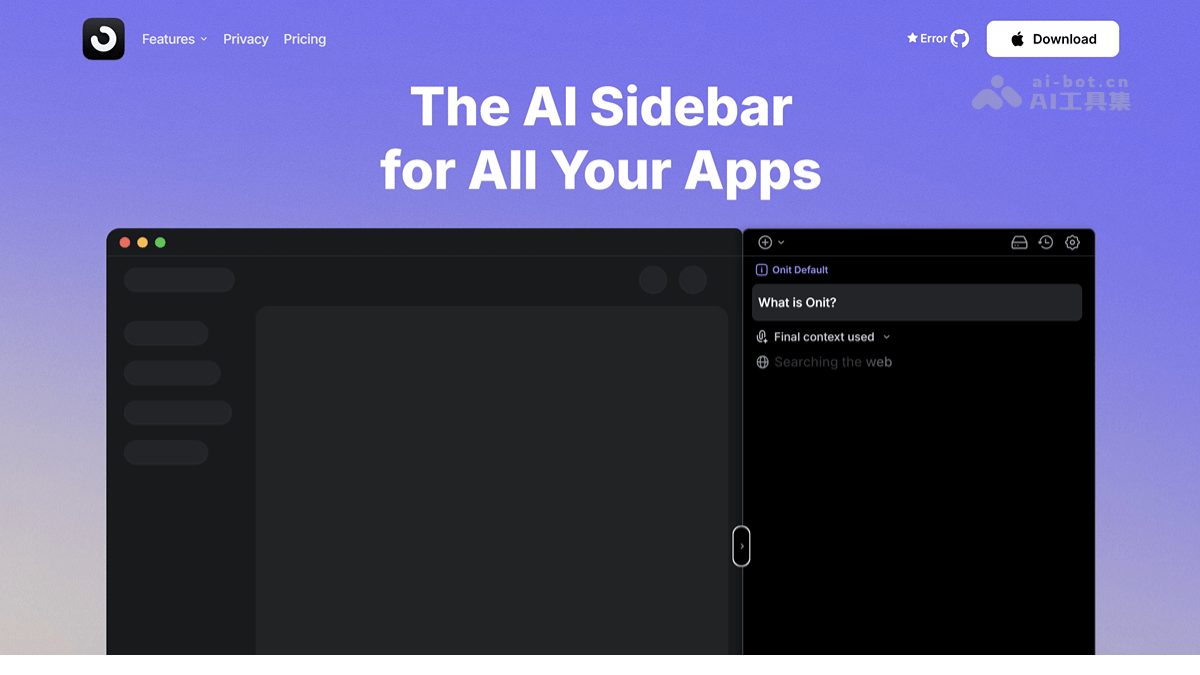 Features
Privacy
Pricing
Error
Download
ai-bot.cn
AI工具集
The AI Sidebar
for All Your Apps
Onit Default
What is Onit?
Final context used
Searching the web